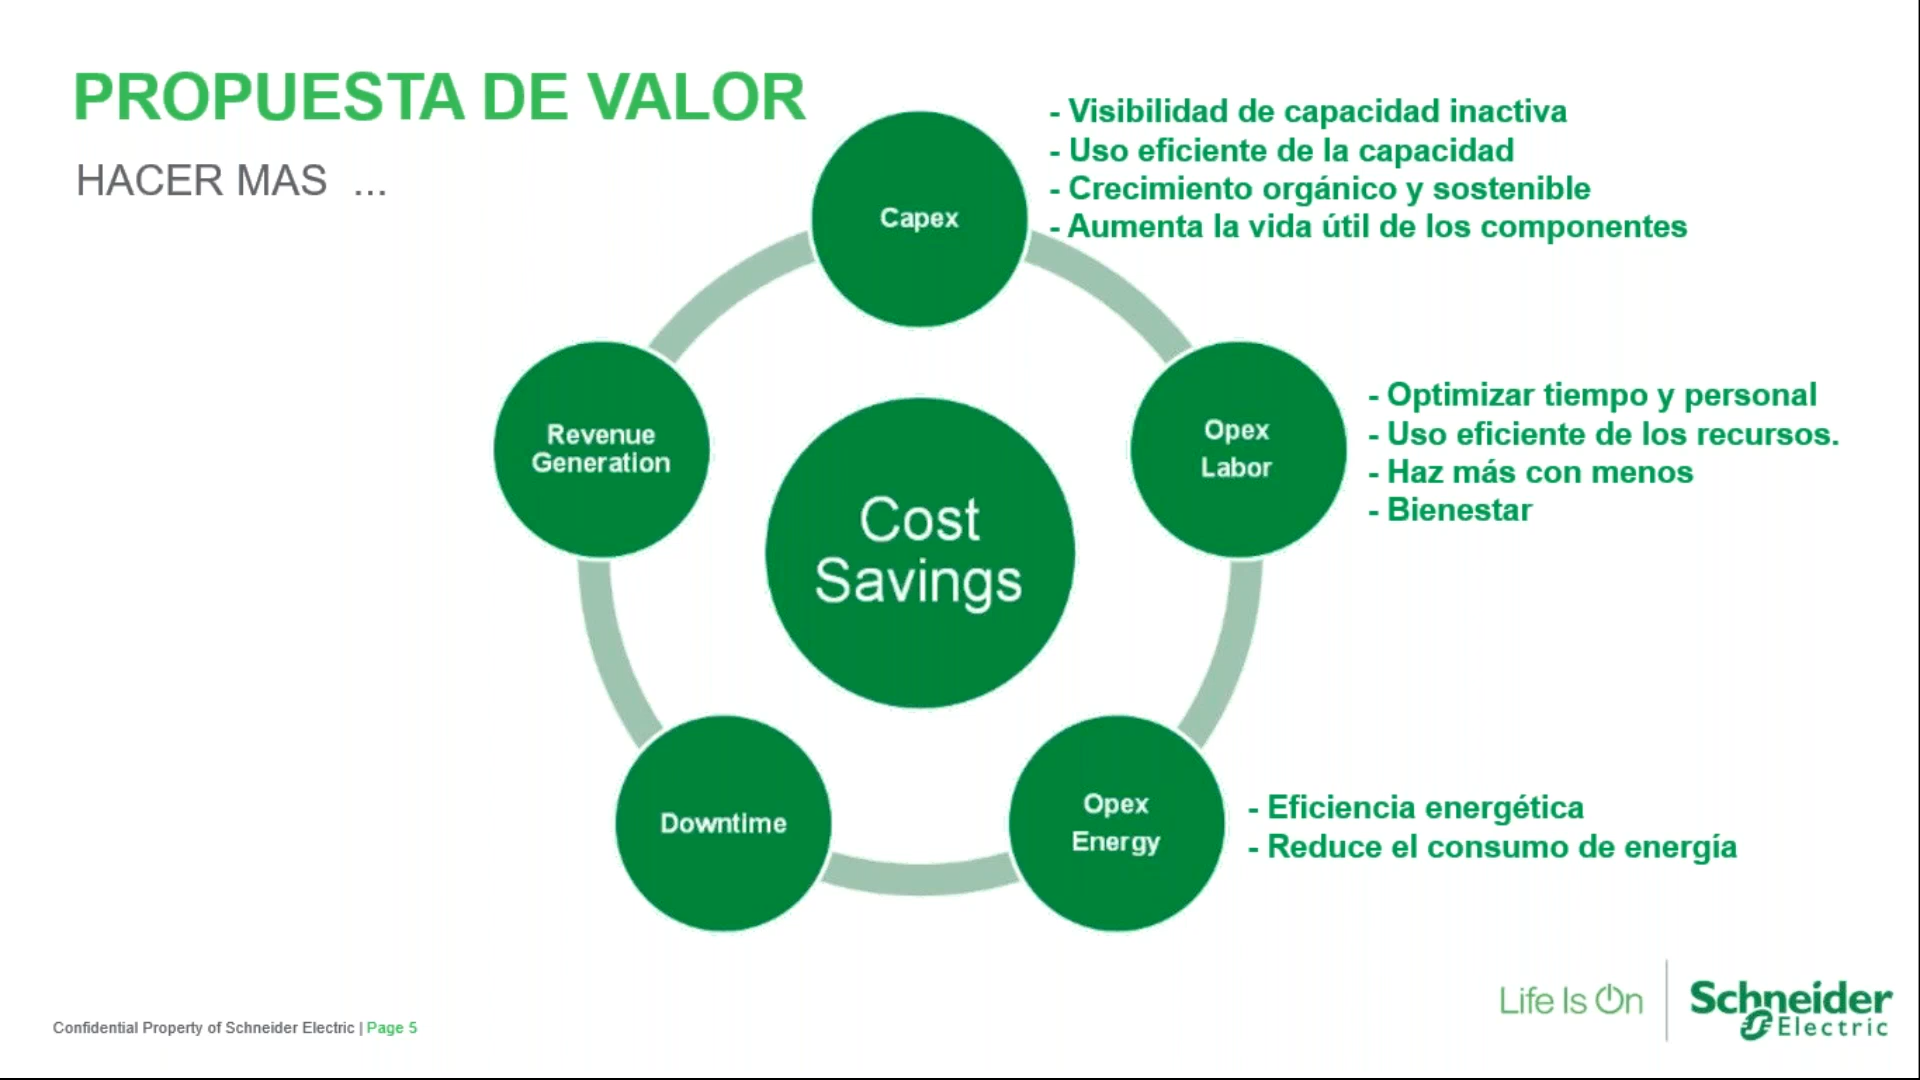 PROPUESTA DE VALOR
HACER MAS ...
Capex
- Visibilidad de capacidad inactiva
- Uso eficiente de la capacidad
- Crecimiento orgánico y sostenible
- Aumenta la vida útil de los componentes
Revenue
Generation
Cost
Savings
Opex
Labor
- Optimizar tiempo y personal
- Uso eficiente de los recursos.
- Haz más con menos
- Bienestar
Downtime
Opex
Energy
- Eficiencia energética
- Reduce el consumo de energía
Confidential Property of Schneider Electric | Page 5
Life Is On
Schneider
Electric